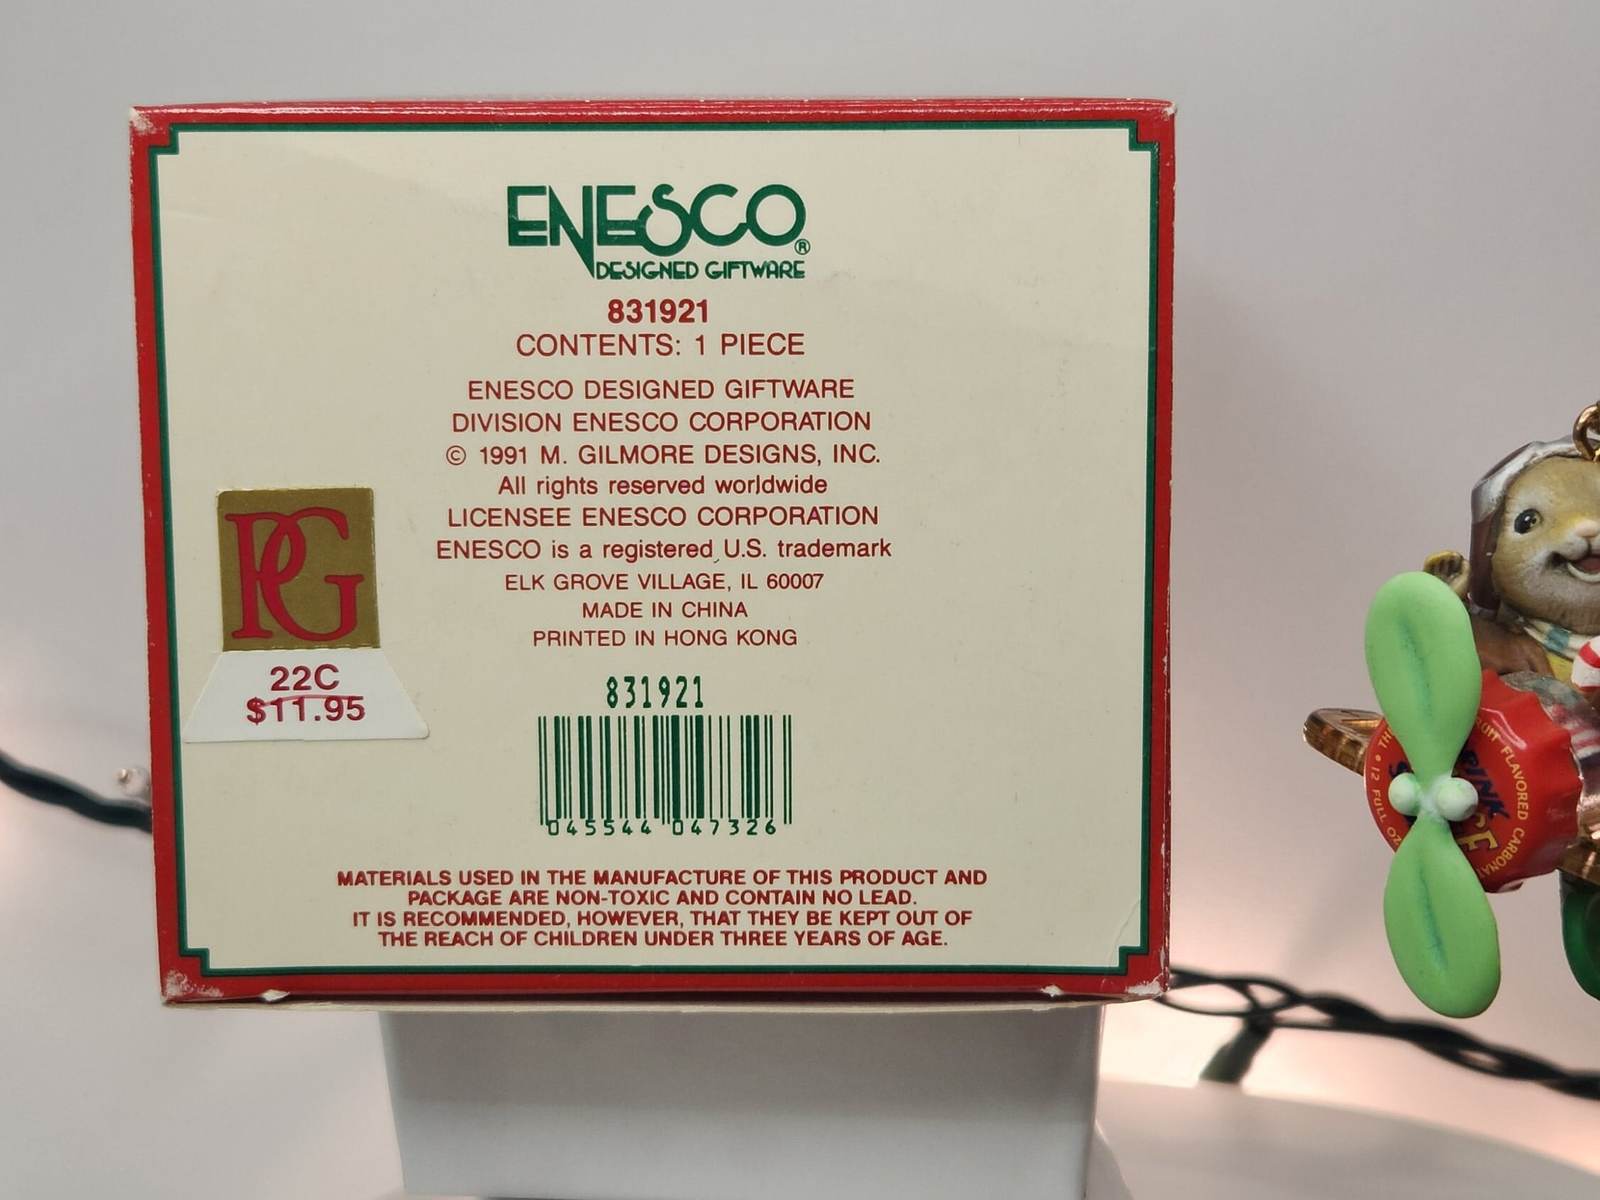 ENESCO®
DESIGNED GIFTWARE
831921
CONTENTS: 1 PIECE
ENESCO DESIGNED GIFTWARE
DIVISION ENESCO CORPORATION
© 1991 M. GILMORE DESIGNS, INC.
All rights reserved worldwide
LICENSEE ENESCO CORPORATION
ENESCO is a registered U.S. trademark
ELK GROVE VILLAGE, IL 60007
MADE IN CHINA
PRINTED IN HONG KONG
PG
22C
$11.95
831921
045544 047326
MATERIALS USED IN THE MANUFACTURE OF THIS PRODUCT AND
PACKAGE ARE NON-TOXIC AND CONTAIN NO LEAD.
IT IS RECOMMENDED, HOWEVER, THAT THEY BE KEPT OUT OF
THE REACH OF CHILDREN UNDER THREE YEARS OF AGE.
FLAVORED
12 FULL OZ